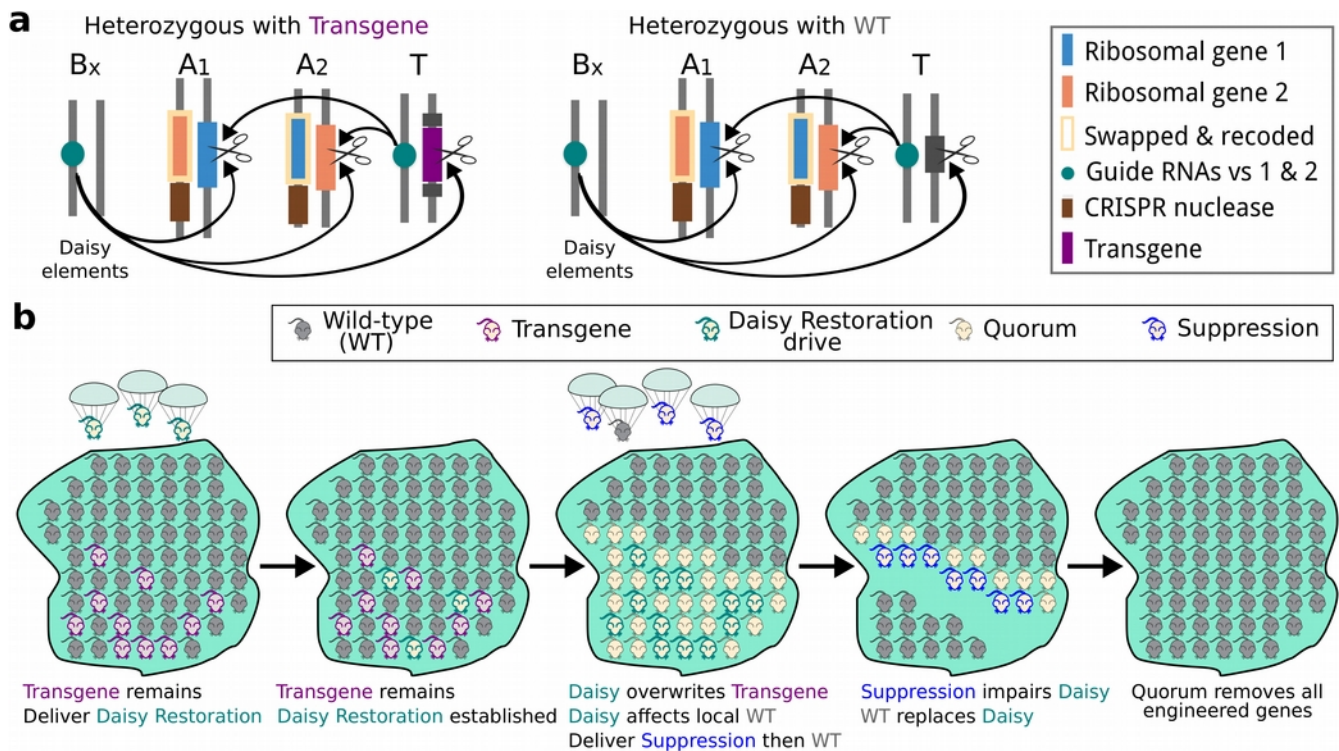 a
Heterozygous with Transgene
Bx
A1
A2
T
Daisy
elements
Heterozygous with WT
Bx
A1
A2
T
Daisy
elements
Ribosomal gene 1
Ribosomal gene 2
Swapped & recoded
Guide RNAs vs 1 & 2
CRISPR nuclease
Transgene
b
Wild-type
(WT)
Transgene
Daisy Restoration
drive
Quorum
Suppression
Transgene remains
Deliver Daisy Restoration
Transgene remains
Daisy Restoration established
Daisy overwrites Transgene
Daisy affects local WT
Deliver Suppression then WT
Suppression impairs Daisy
WT replaces Daisy
Quorum removes all
engineered genes